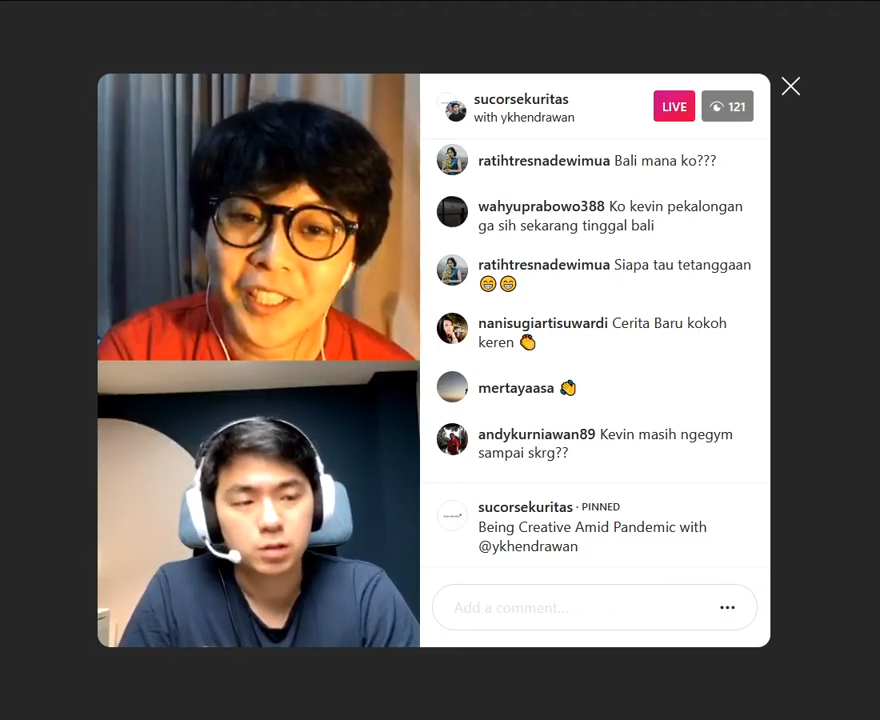 sucorsekuritas
with ykhendrawan
LIVE
121
ratihtresnadewimua Bali mana ko???
wahyuprabowo388 Ko kevin pekalongan
ga sih sekarang tinggal bali
ratihtresnadewimua Siapa tau tetanggaan
😁😁
nanisugiartisuwardi Cerita Baru kokoh
keren 👏
mertayaasa 👏
andykurniawan89 Kevin masih ngegym
sampai skrg??
sucorsekuritas · PINNED
Being Creative Amid Pandemic with
@ykhendrawan
Add a comment...